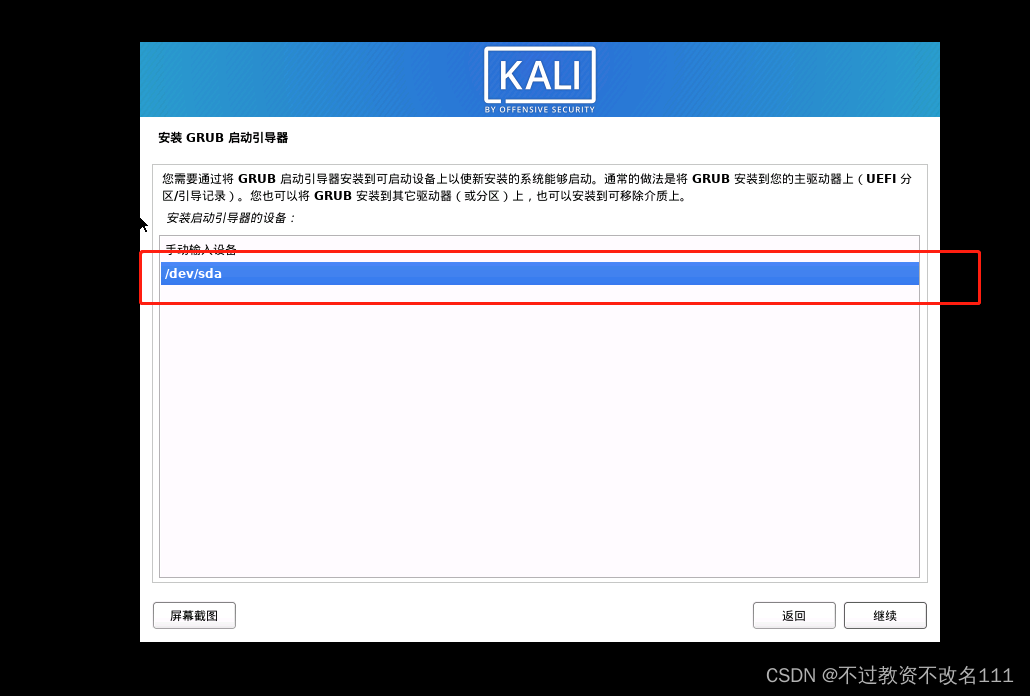 KALI
BY OFFENSIVE SECURITY
安装 GRUB 启动引导器
您需要通过将 GRUB 启动引导器安装到可启动设备上以使新安装的系统能够启动。通常的做法是将 GRUB 安装到您的主驱动器上（UEFI 分
区/引导记录）。您也可以将 GRUB 安装到其它驱动器（或分区）上，也可以安装到可移除介质上。
安装启动引导器的设备：
手动输入设备
/dev/sda
屏幕截图
返回
继续
CSDN @不过教资不改名111